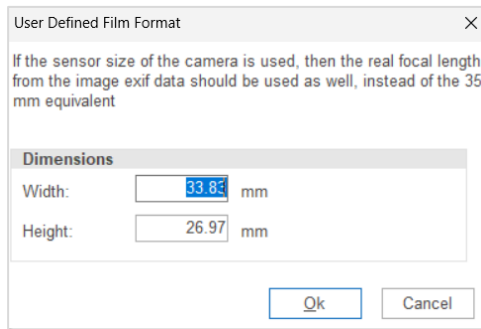 User Defined Film Format
If the sensor size of the camera is used, then the real focal length
from the image exif data should be used as well, instead of the 35
mm equivalent
Dimensions
Width: 33.83 mm
Height: 26.97 mm
Ok Cancel